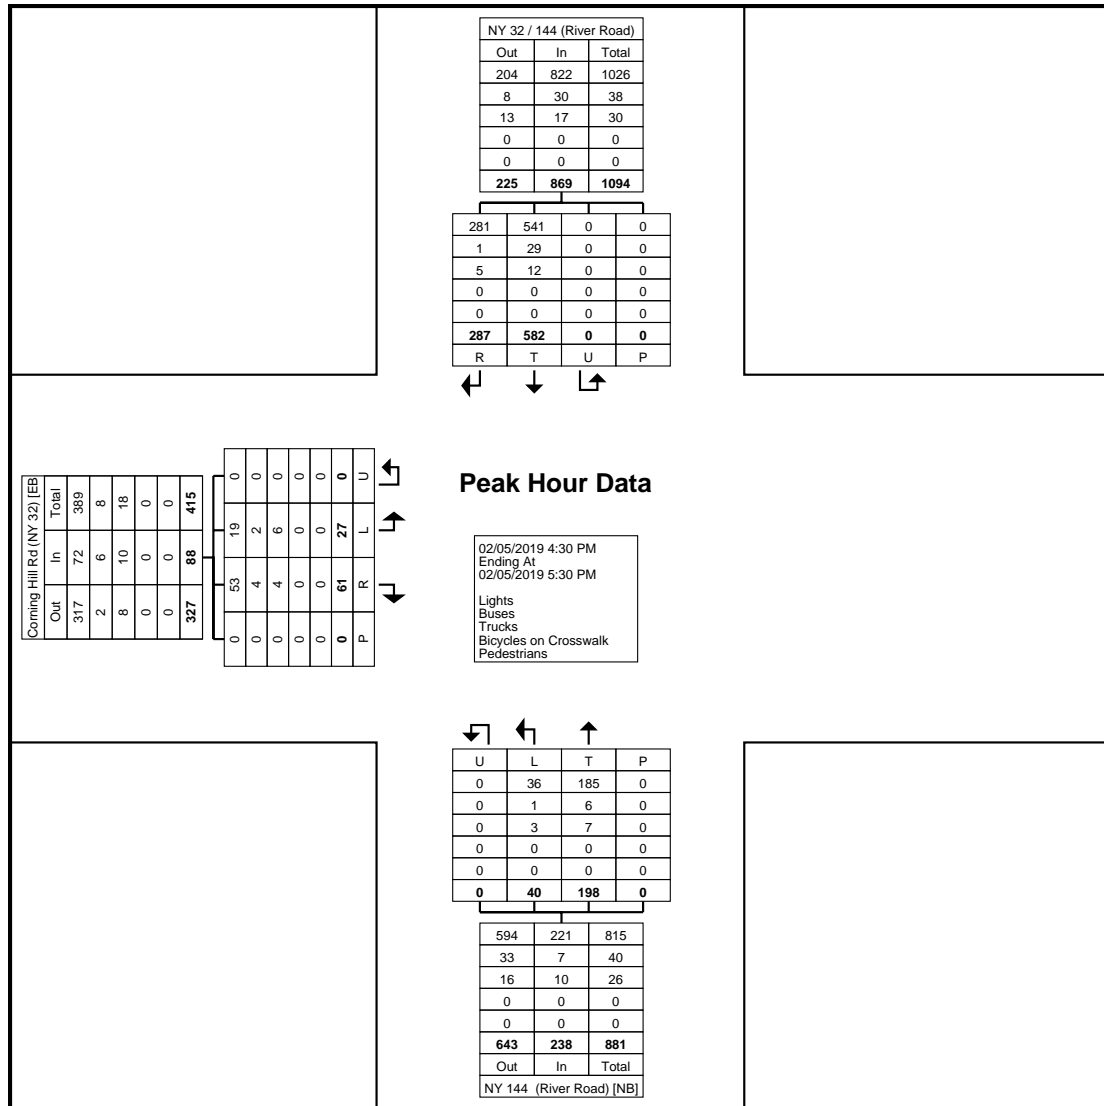 NY 32 / 144 (River Road)
Out In Total
204 822 1026
8 30 38
13 17 30
0 0 0
0 0 0
225 869 1094
281 541 0 0
1 29 0 0
5 12 0 0
0 0 0 0
0 0 0 0
287 582 0 0
R T U P
Corning Hill Rd (NY 32) [EB
Out In Total
317 72 389
2 6 8
8 10 18
0 0 0
0 0 0
327 88 415
0 53 19 0
0 4 2 0
0 4 6 0
0 0 0 0
0 0 0 0
0 61 27 0
P R L U
Peak Hour Data
02/05/2019 4:30 PM
Ending At
02/05/2019 5:30 PM
Lights
Buses
Trucks
Bicycles on Crosswalk
Pedestrians
U L T P
0 36 185 0
0 1 6 0
0 3 7 0
0 0 0 0
0 0 0 0
0 40 198 0
594 221 815
33 7 40
16 10 26
0 0 0
0 0 0
643 238 881
Out In Total
NY 144 (River Road) [NB]